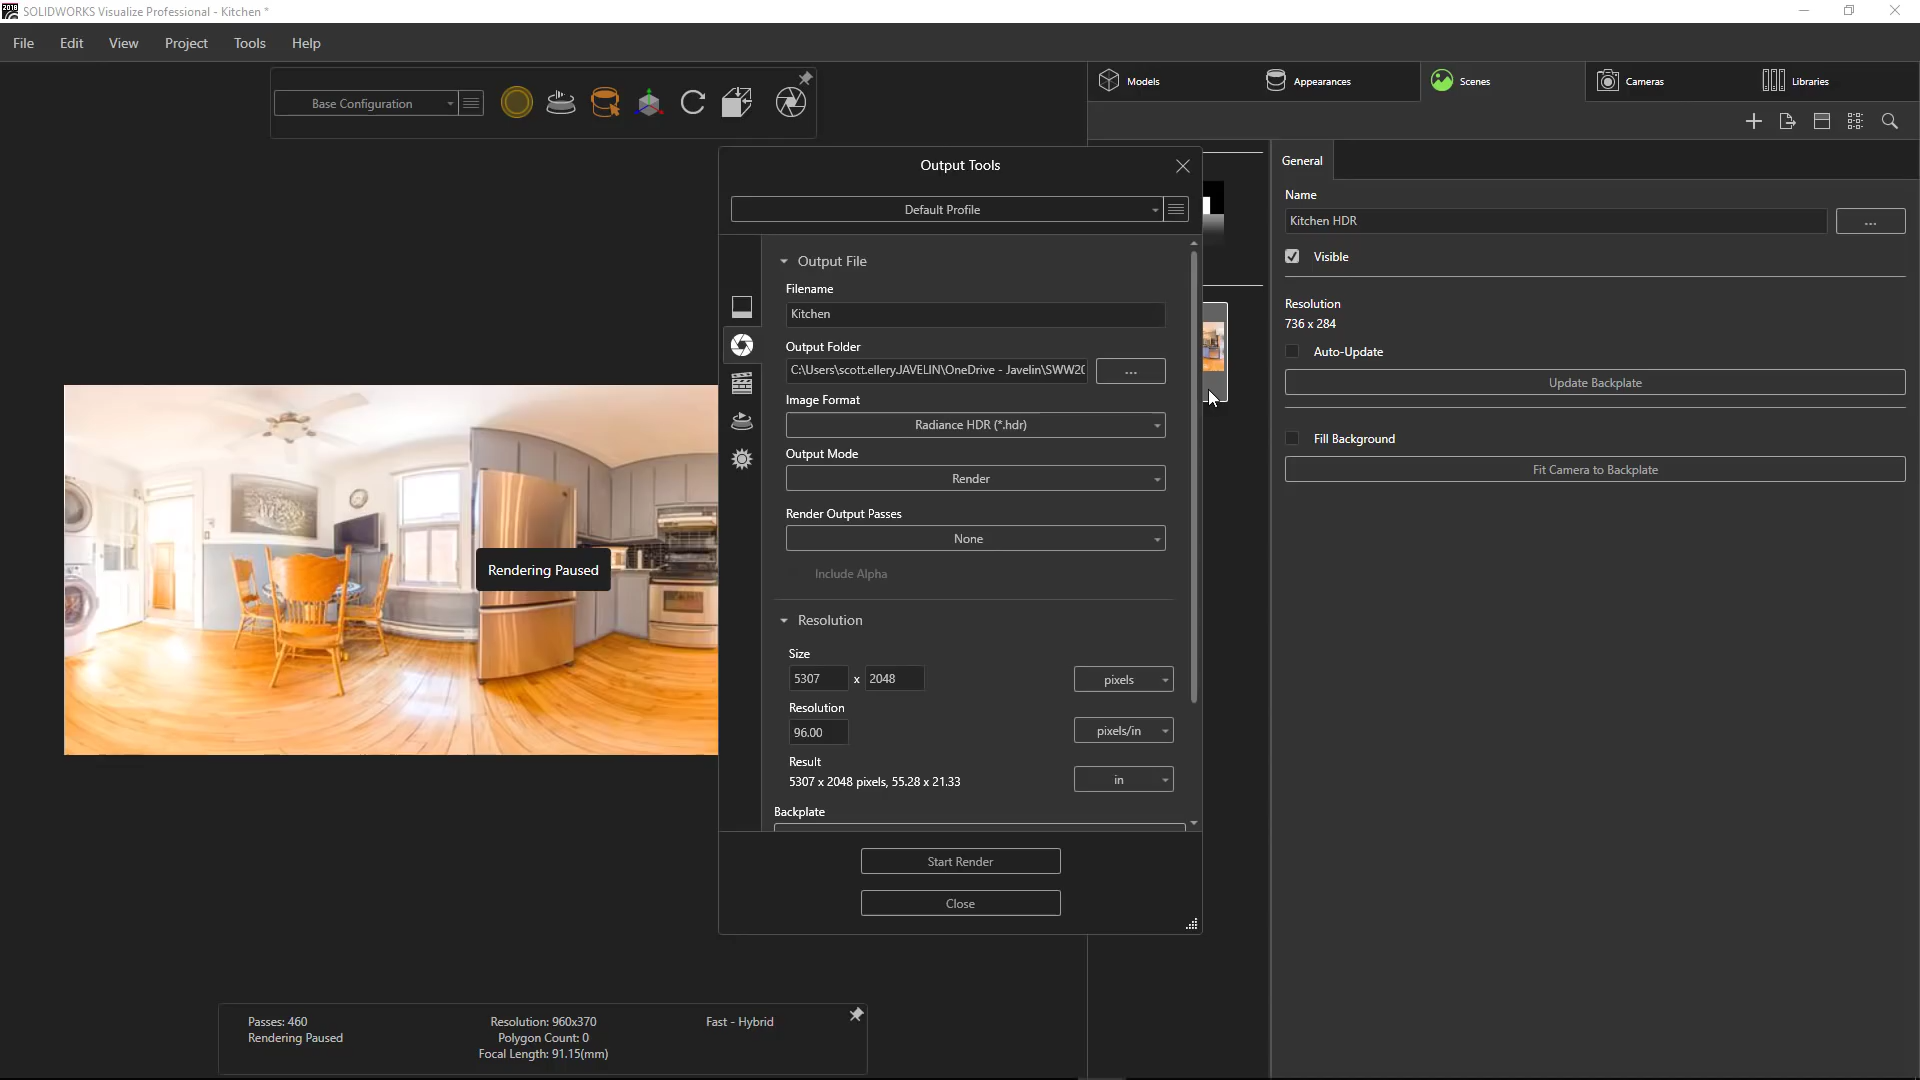 2018 SOLIDWORKS Visualize Professional - Kitchen *
File Edit View Project Tools Help
Base Configuration
Models
Appearances
Scenes
Cameras
Libraries
Output Tools
Default Profile
Output File
Filename
Kitchen
Output Folder
C:\Users\scott.ellery.JAVELIN\OneDrive - Javelin\SWW20
...
Image Format
Radiance HDR (*.hdr)
Output Mode
Render
Render Output Passes
None
Include Alpha
Resolution
Size
5307 x 2048 pixels
Resolution
96.00 pixels/in
Result
5307 x 2048 pixels, 55.28 x 21.33 in
Backplate
Start Render
Close
Rendering Paused
General
Name
Kitchen HDR ...
Visible
Resolution
736 x 284
Auto-Update
Update Backplate
Fill Background
Fit Camera to Backplate
Passes: 460
Rendering Paused
Resolution: 960x370
Polygon Count: 0
Focal Length: 91.15(mm)
Fast - Hybrid